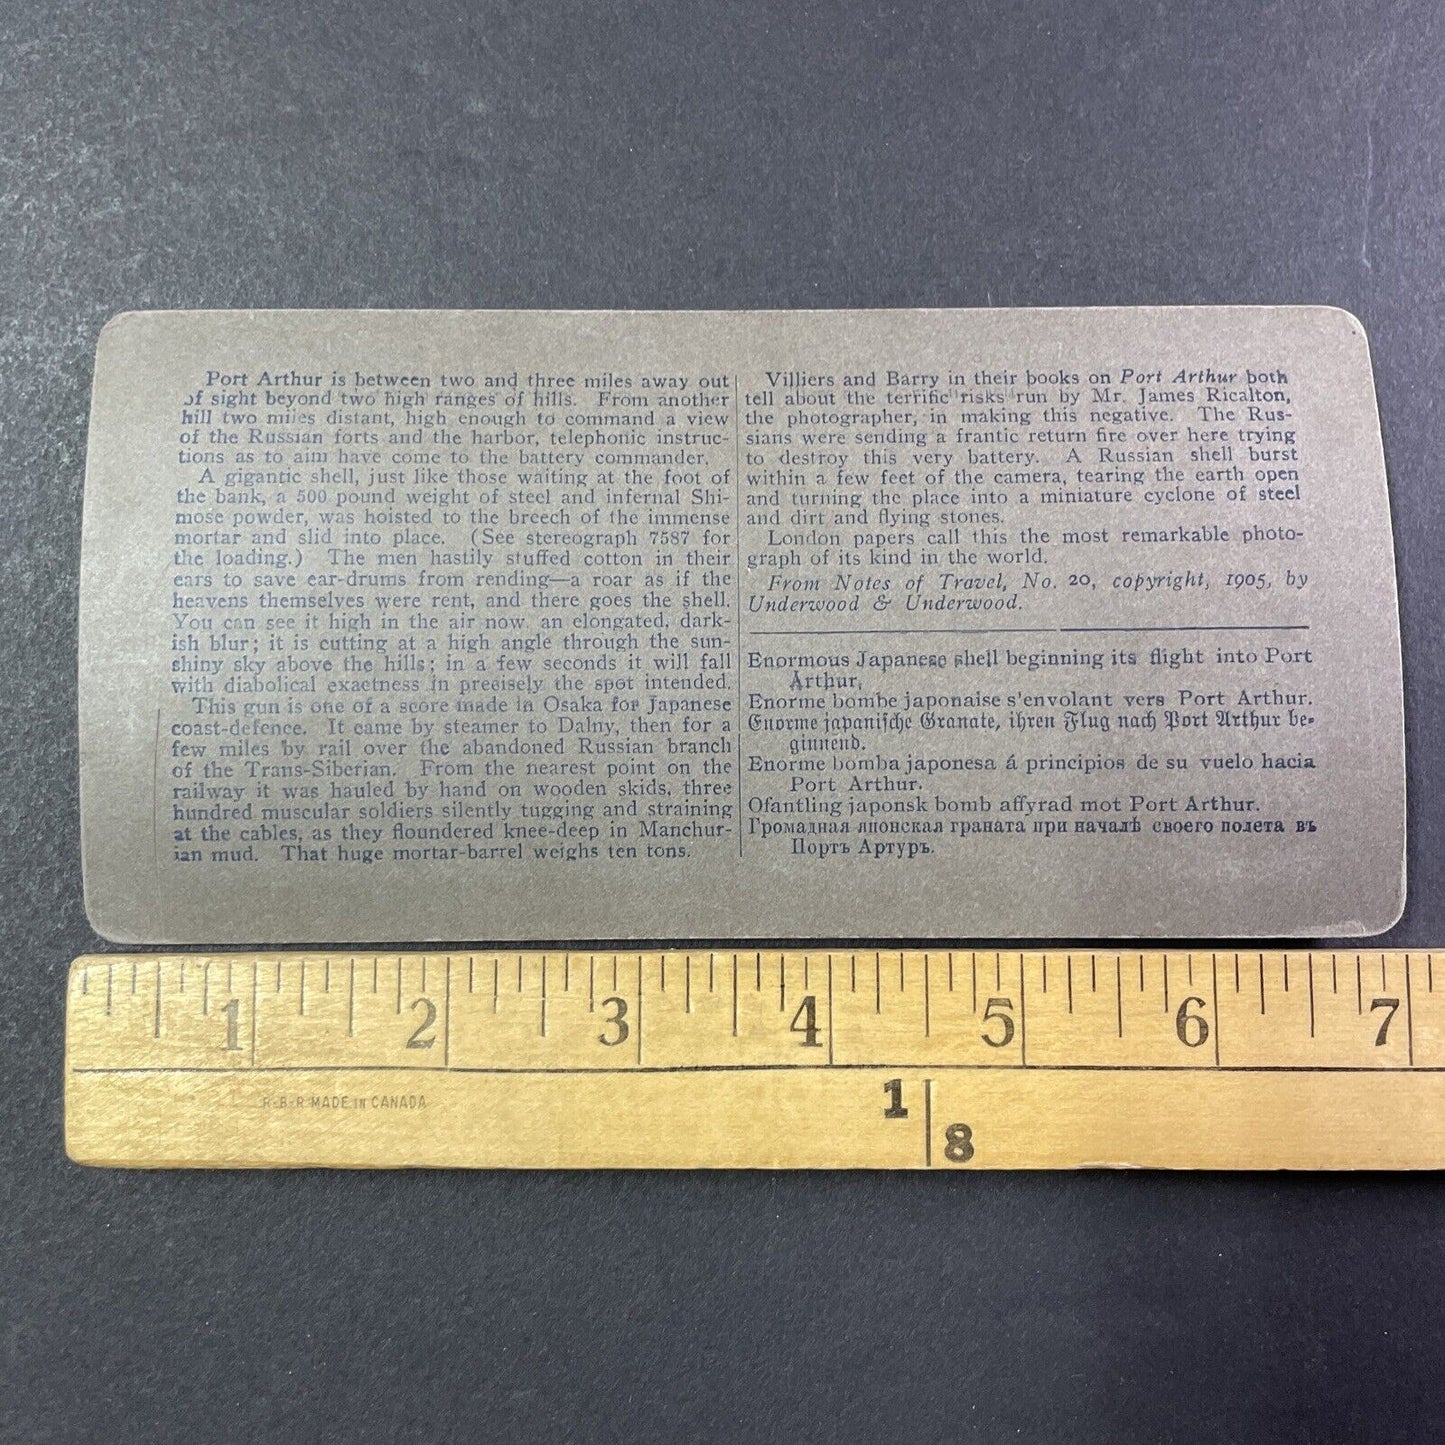 Port Arthur is between two and three miles away out
of sight beyond two high ranges of hills. From another
hill two miles distant, high enough to command a view
of the Russian forts and the harbor, telephonic instruc-
tions as to aim have come to the battery commander.
A gigantic shell, just like those waiting at the foot of
the bank, a 500 pound weight of steel and infernal Shi-
mose powder, was hoisted to the breech of the immense
mortar and slid into place. (See stereograph 7587 for
the loading.) The men hastily stuffed cotton in their
ears to save ear-drums from rending—a roar as if the
heavens themselves were rent, and there goes the shell.
You can see it high in the air now, an elongated, dark-
ish blur; it is cutting at a high angle through the sun-
shiny sky above the hills; in a few seconds it will fall
with diabolical exactness in precisely the spot intended.
This gun is one of a score made in Osaka for Japanese
coast-defence. It came by steamer to Dalny, then for a
few miles by rail over the abandoned Russian branch
of the Trans-Siberian. From the nearest point on the
railway it was hauled by hand on wooden skids, three
hundred muscular soldiers silently tugging and straining
at the cables, as they floundered knee-deep in Manchur-
ian mud. That huge mortar-barrel weighs ten tons.
Villiers and Barry in their books on Port Arthur both
tell about the terrific risks run by Mr. James Ricalton,
the photographer, in making this negative. The Rus-
sians were sending a frantic return fire over here trying
to destroy this very battery. A Russian shell burst
within a few feet of the camera, tearing the earth open
and turning the place into a miniature cyclone of steel
and dirt and flying stones.
London papers call this the most remarkable photo-
graph of its kind in the world.
From Notes of Travel, No. 20, copyright, 1905, by
Underwood & Underwood.
Enormous Japanese shell beginning its flight into Port
Arthur.
Enorme bombe japonaise s'envolant vers Port Arthur.
Enorme japanische Granate, ihren Flug nach Port Arthur be-
ginnend.
Enorme bomba japonesa á principios de su vuelo hacia
Port Arthur.
Ofantling japonsk bomb affyrad mot Port Arthur.
Громадная японская граната при началѣ своего полета въ
Портъ Артуръ.
1 2 3 4 5 6 7
R-B-R MADE IN CANADA
1
8